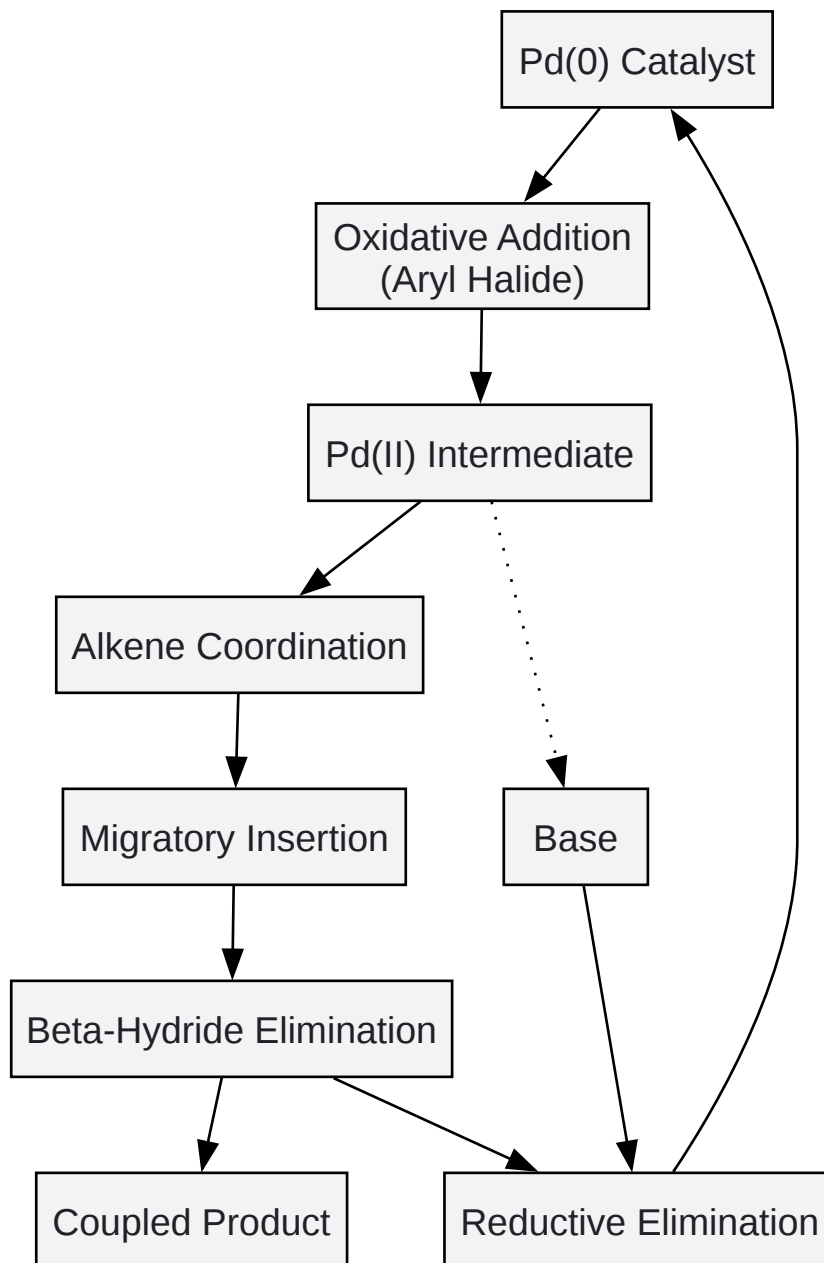 Pd(0) Catalyst
Oxidative Addition
(Aryl Halide)
Pd(II) Intermediate
Alkene Coordination
Migratory Insertion
Base
Beta-Hydride Elimination
Coupled Product
Reductive Elimination